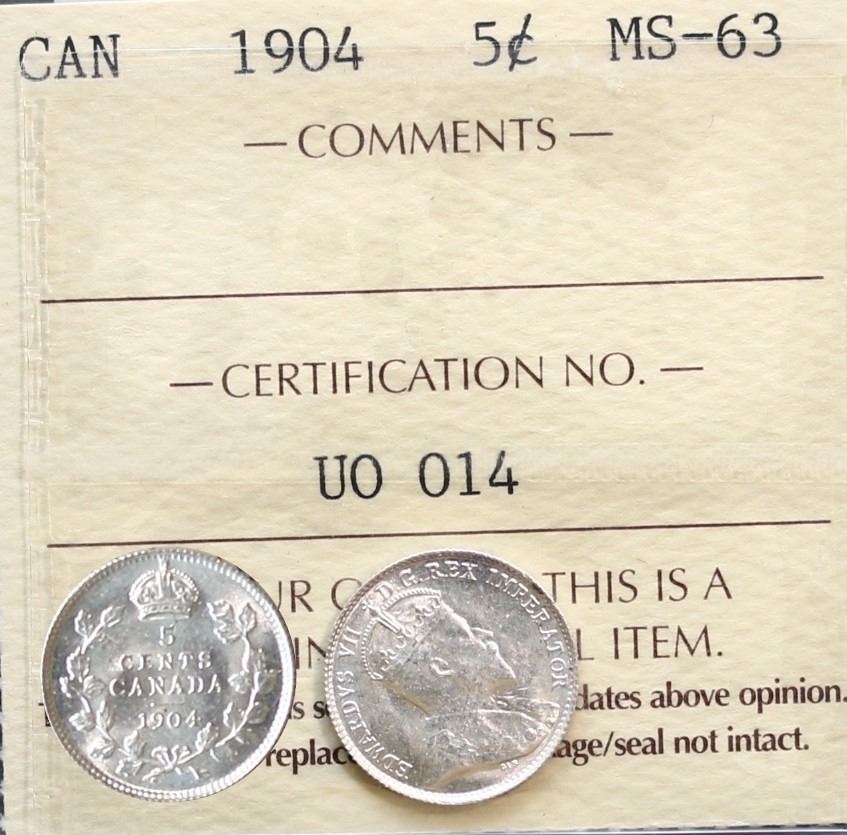 CAN 1904 5¢ MS-63
— COMMENTS —
— CERTIFICATION NO. —
UO 014
THIS IS A
ITEM.
dates above opinion.
replac
age/seal not intact.
5
CENTS
CANADA
1904
EDWARDVS VII D.G. REX IMPERATOR